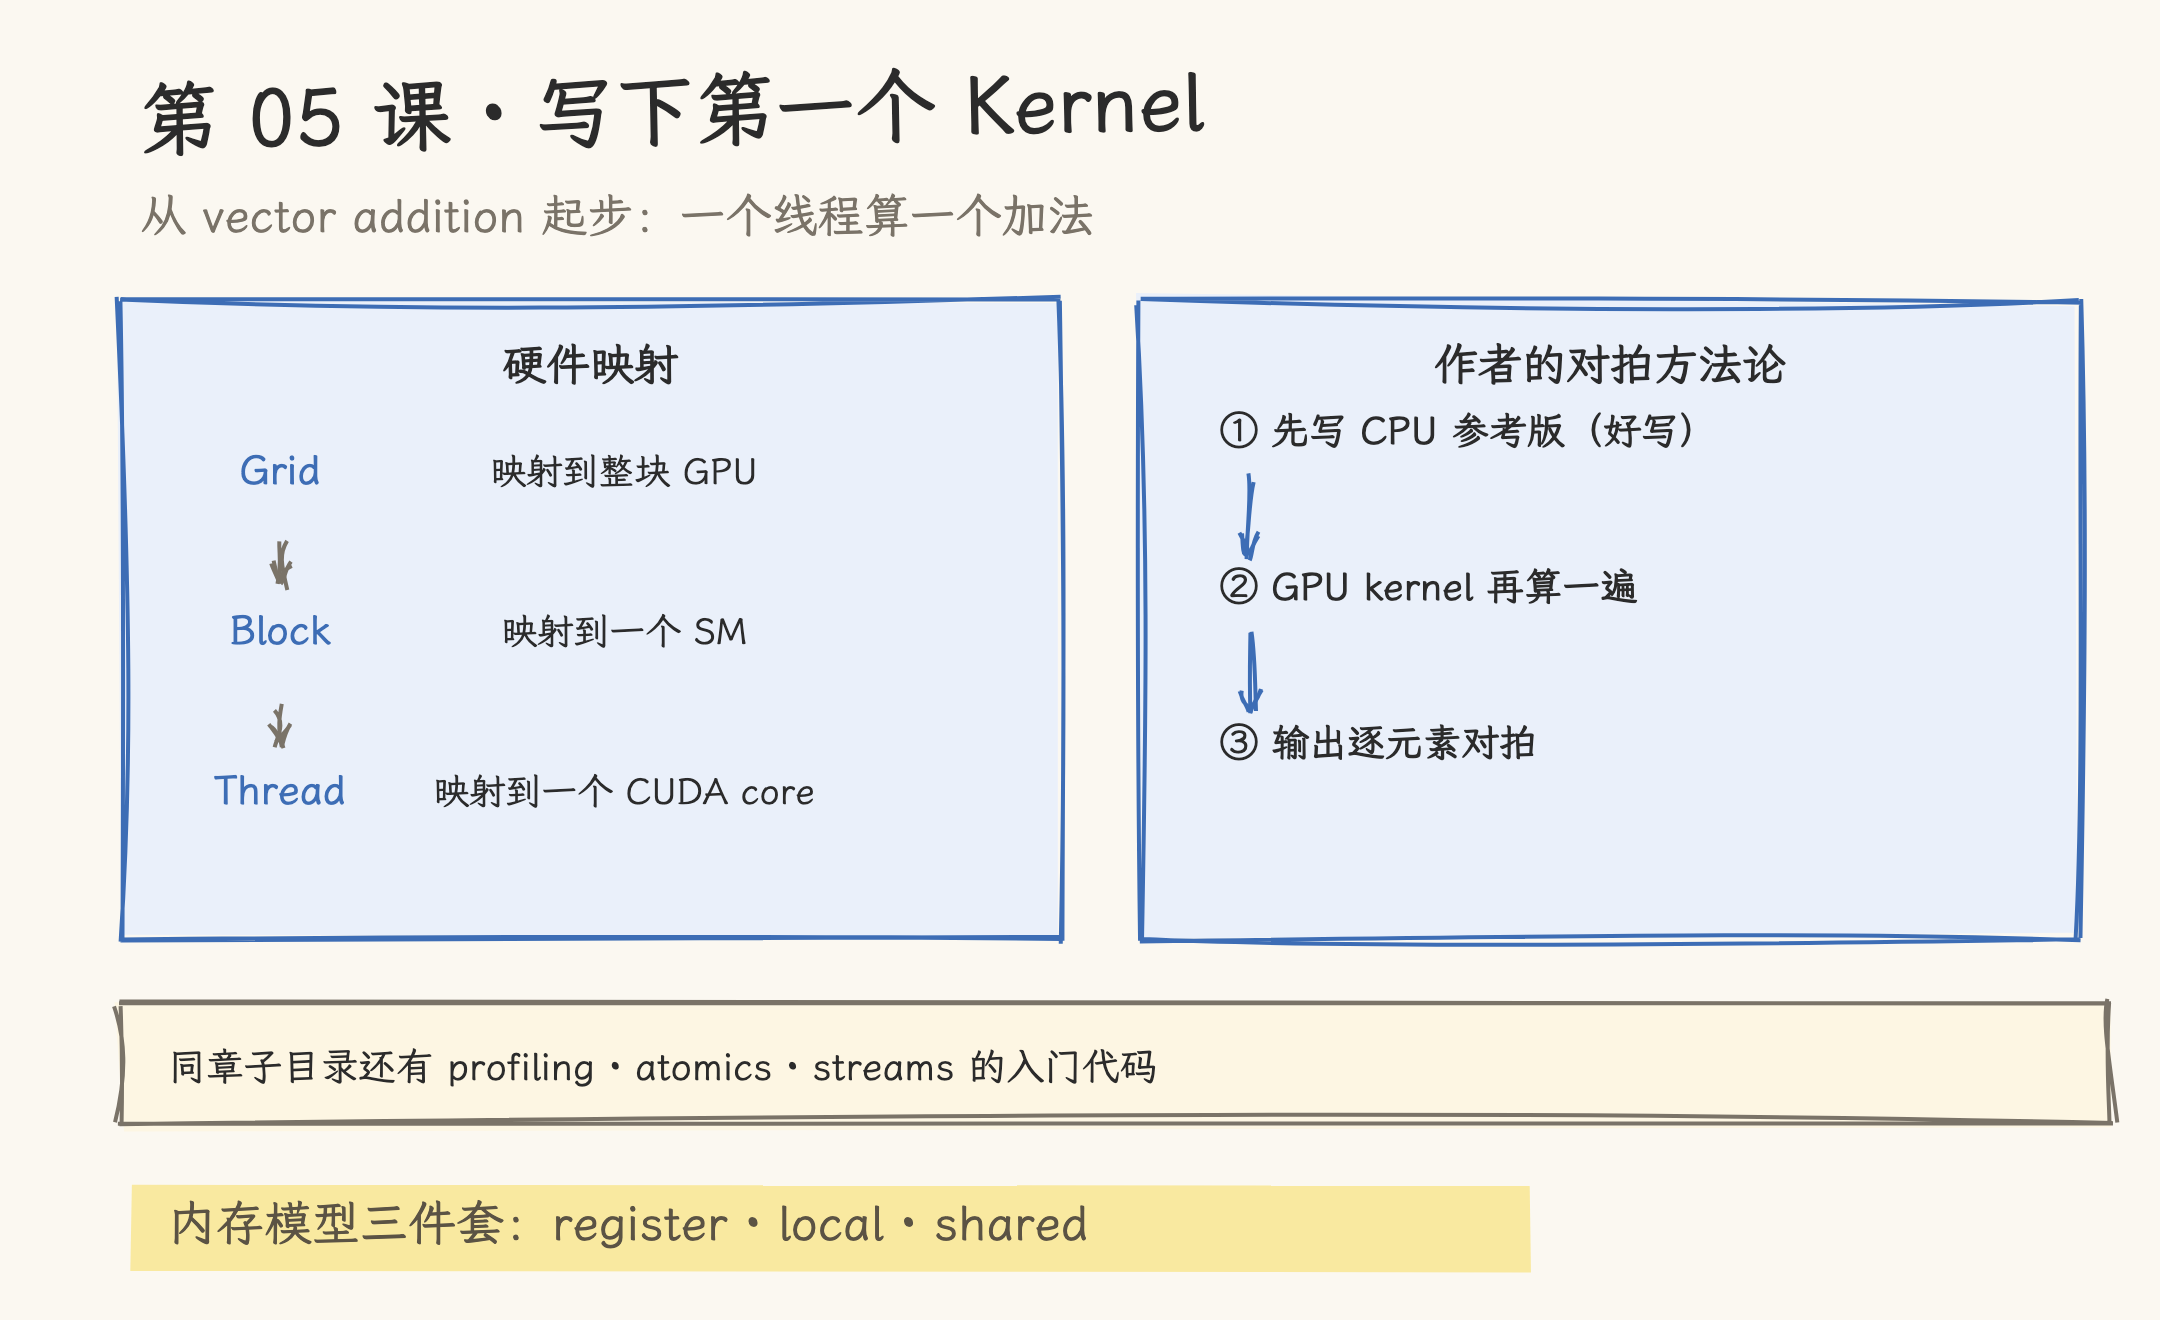 第 05 课·写下第一个 Kernel
从 vector addition 起步：一个线程算一个加法
硬件映射
Grid 映射到整块 GPU
Block 映射到一个 SM
Thread 映射到一个 CUDA core
作者的对拍方法论
① 先写 CPU 参考版（好写）
② GPU kernel 再算一遍
③ 输出逐元素对拍
同章子目录还有 profiling·atomics·streams 的入门代码
内存模型三件套：register·local·shared